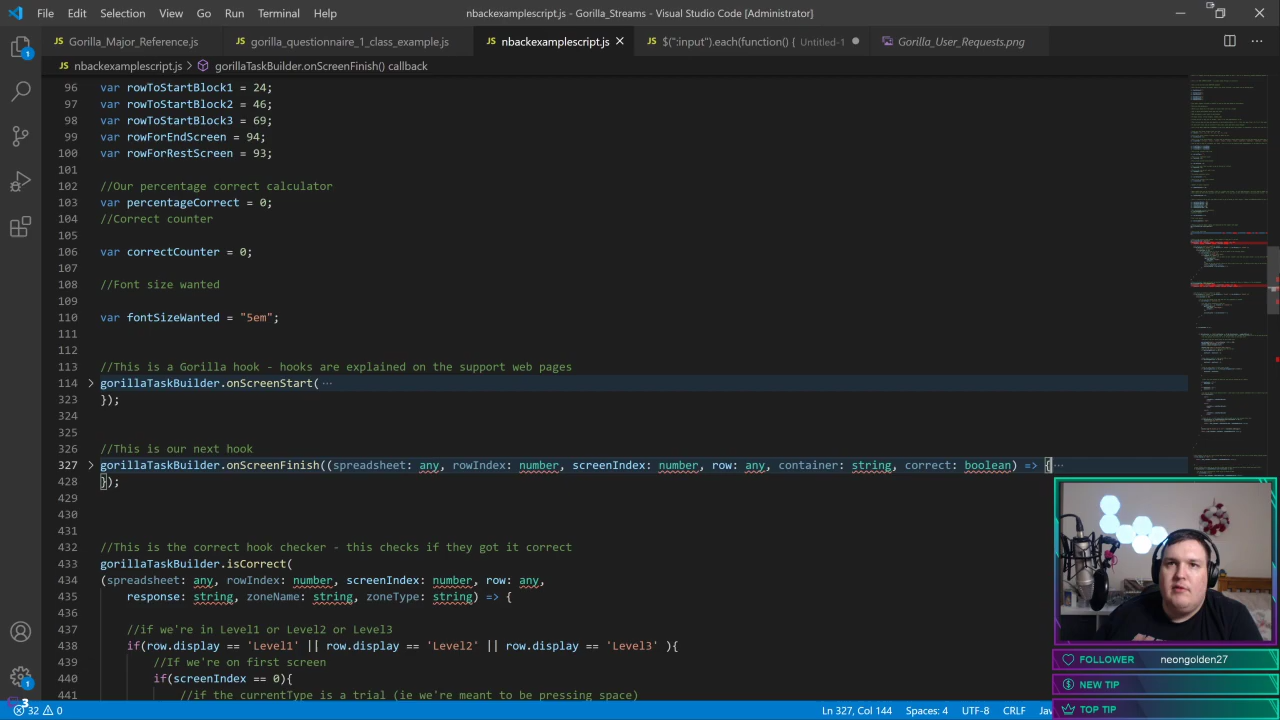 File Edit Selection View Go Run Terminal Help
nbackexamplescript.js - Gorilla_Streams - Visual Studio Code [Administrator]
JS Gorilla_Major_Reference.js
JS gorilla_questionnaire_1_class_example.js
JS nbackexamplescript.js
JS $(":input").each(function() { Untitled-1
Gorilla_User_Requests.png
JS nbackexamplescript.js > gorillaTaskBuilder.onScreenFinish() callback
96 var rowToStartBlock1 = 24;
97 var rowToStartBlock2 = 46;
98 var rowToStartBlock3 = 69;
99 var rowForEndScreen = 94;
100 var rowForRestScreen = 93;
101
102 //Our percentage correct calculator
103 var percentageCorrect = 0;
104 //Correct counter
105
106 var correctCounter = 0;
107
108 //Font size wanted
109
110 var fontSizeWanted = "5em";
111
112
113 //This is a Gorilla hook - hooks are explained on the support web pages
114 gorillaTaskBuilder.onScreenStart( ···
323 });
324
325
326 //This is our next hook
327 gorillaTaskBuilder.onScreenFinish((spreadsheet: any, rowIndex: number, screenIndex: number, row: any, container: string, correct: boolean) => { ···
428 });
429
430
431
432 //This is the correct hook checker - this checks if they got it correct
433 gorillaTaskBuilder.isCorrect(
434 (spreadsheet: any, rowIndex: number, screenIndex: number, row: any,
435 response: string, zoneName: string, zoneType: string) => {
436
437 //if we're in Level1 or Level2 or Level3
438 if(row.display == 'Level1' || row.display == 'Level2' || row.display == 'Level3' ){
439 //If we're on first screen
440 if(screenIndex == 0){
441 //if the currentType is a trial (ie we're meant to be pressing space)
1
1
3
FOLLOWER neongolden27
NEW TIP
TOP TIP
32 0
Ln 327, Col 144 Spaces: 4 UTF-8 CRLF Jav